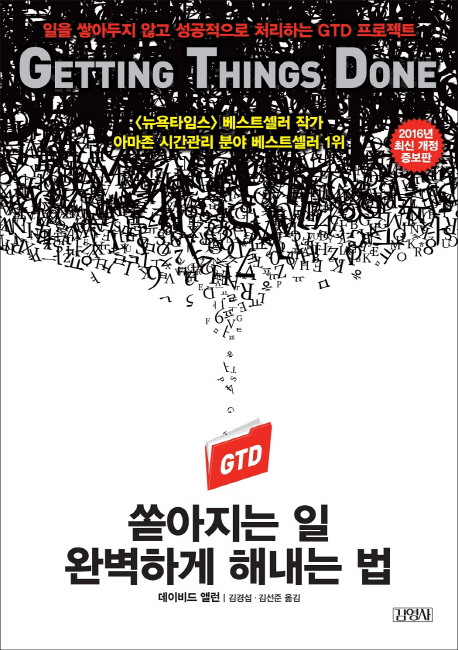 일을 쌓아두지 않고 성공적으로 처리하는 GTD 프로젝트
GETTING THINGS DONE
<뉴욕타임스> 베스트셀러 작가
아마존 시간관리 분야 베스트셀러 1위
2016년
최신 개정
증보판
GTD
쏟아지는 일
완벽하게 해내는 법
데이비드 앨런 | 김경섭 · 김선준 옮김
김영사